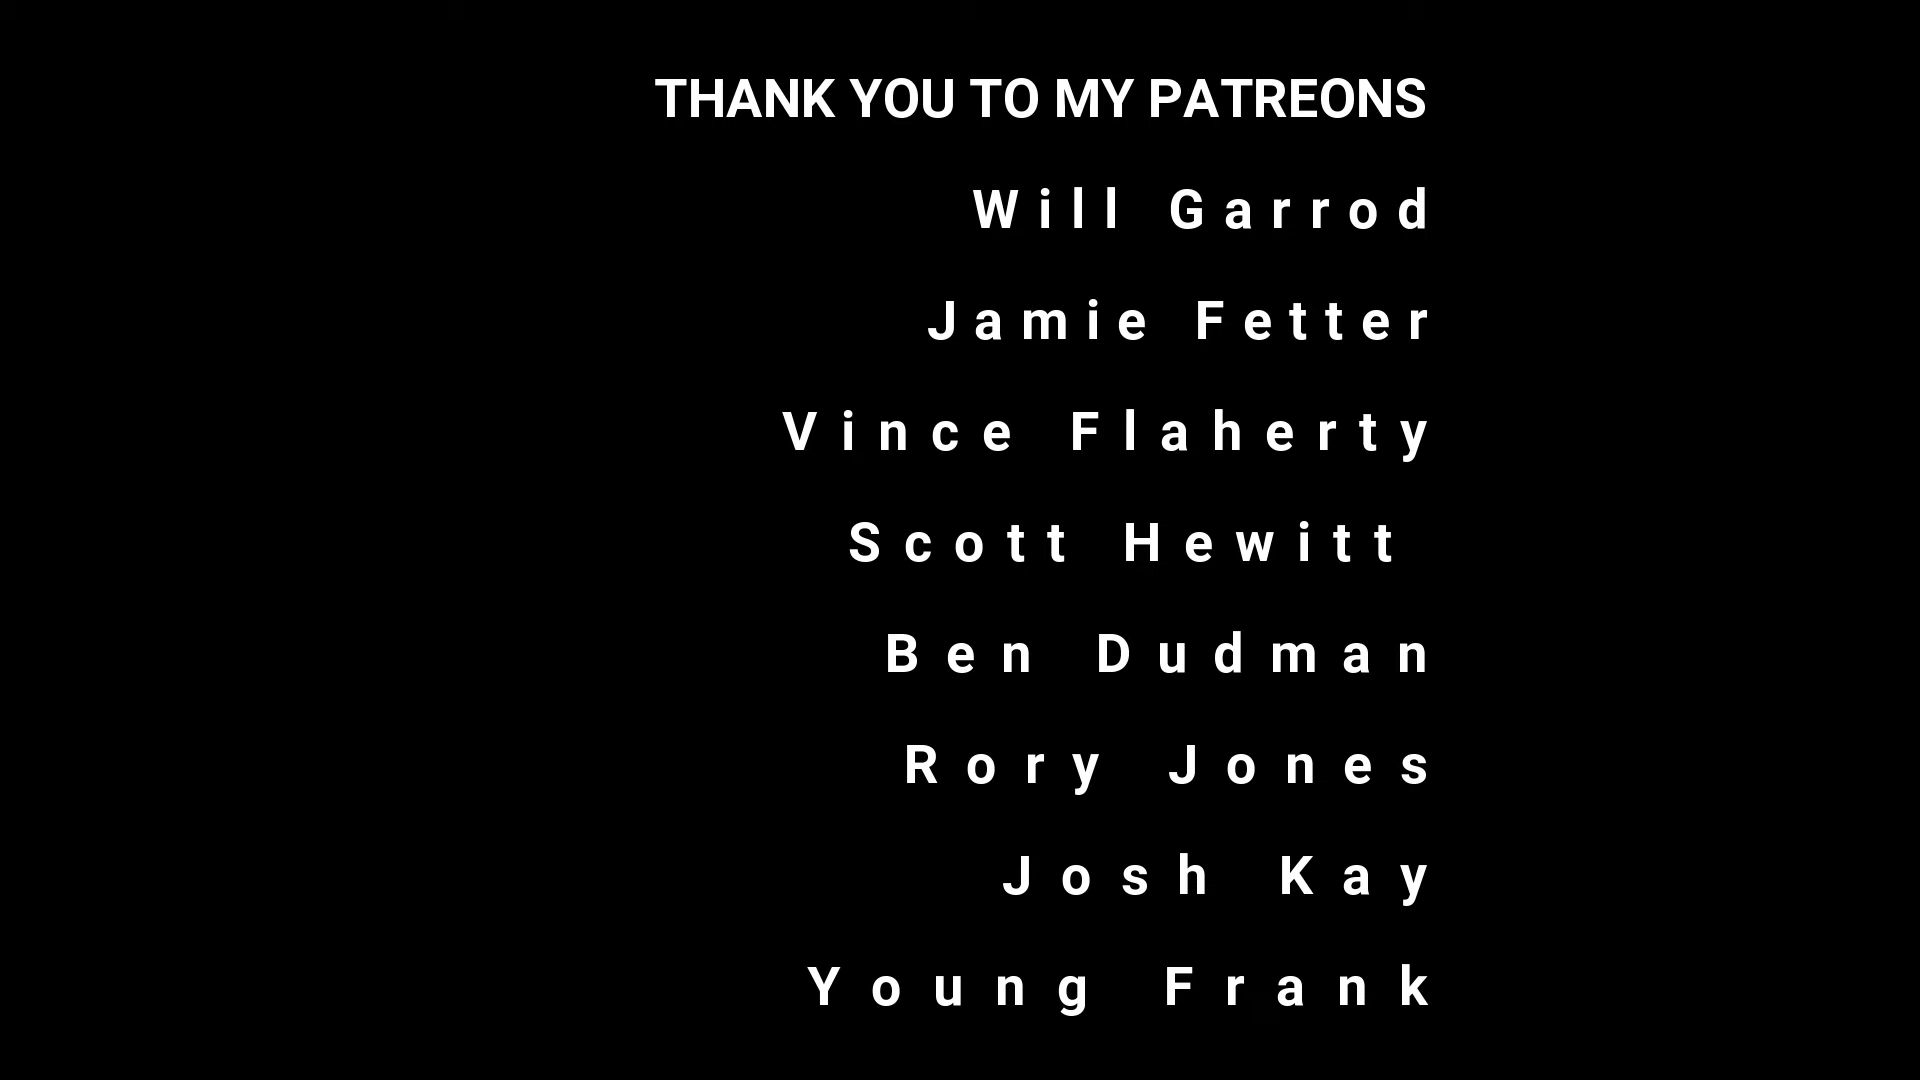 THANK YOU TO MY PATREONS
Will Garrod
Jamie Fetter
Vince Flaherty
Scott Hewitt
Ben Dudman
Rory Jones
Josh Kay
Young Frank